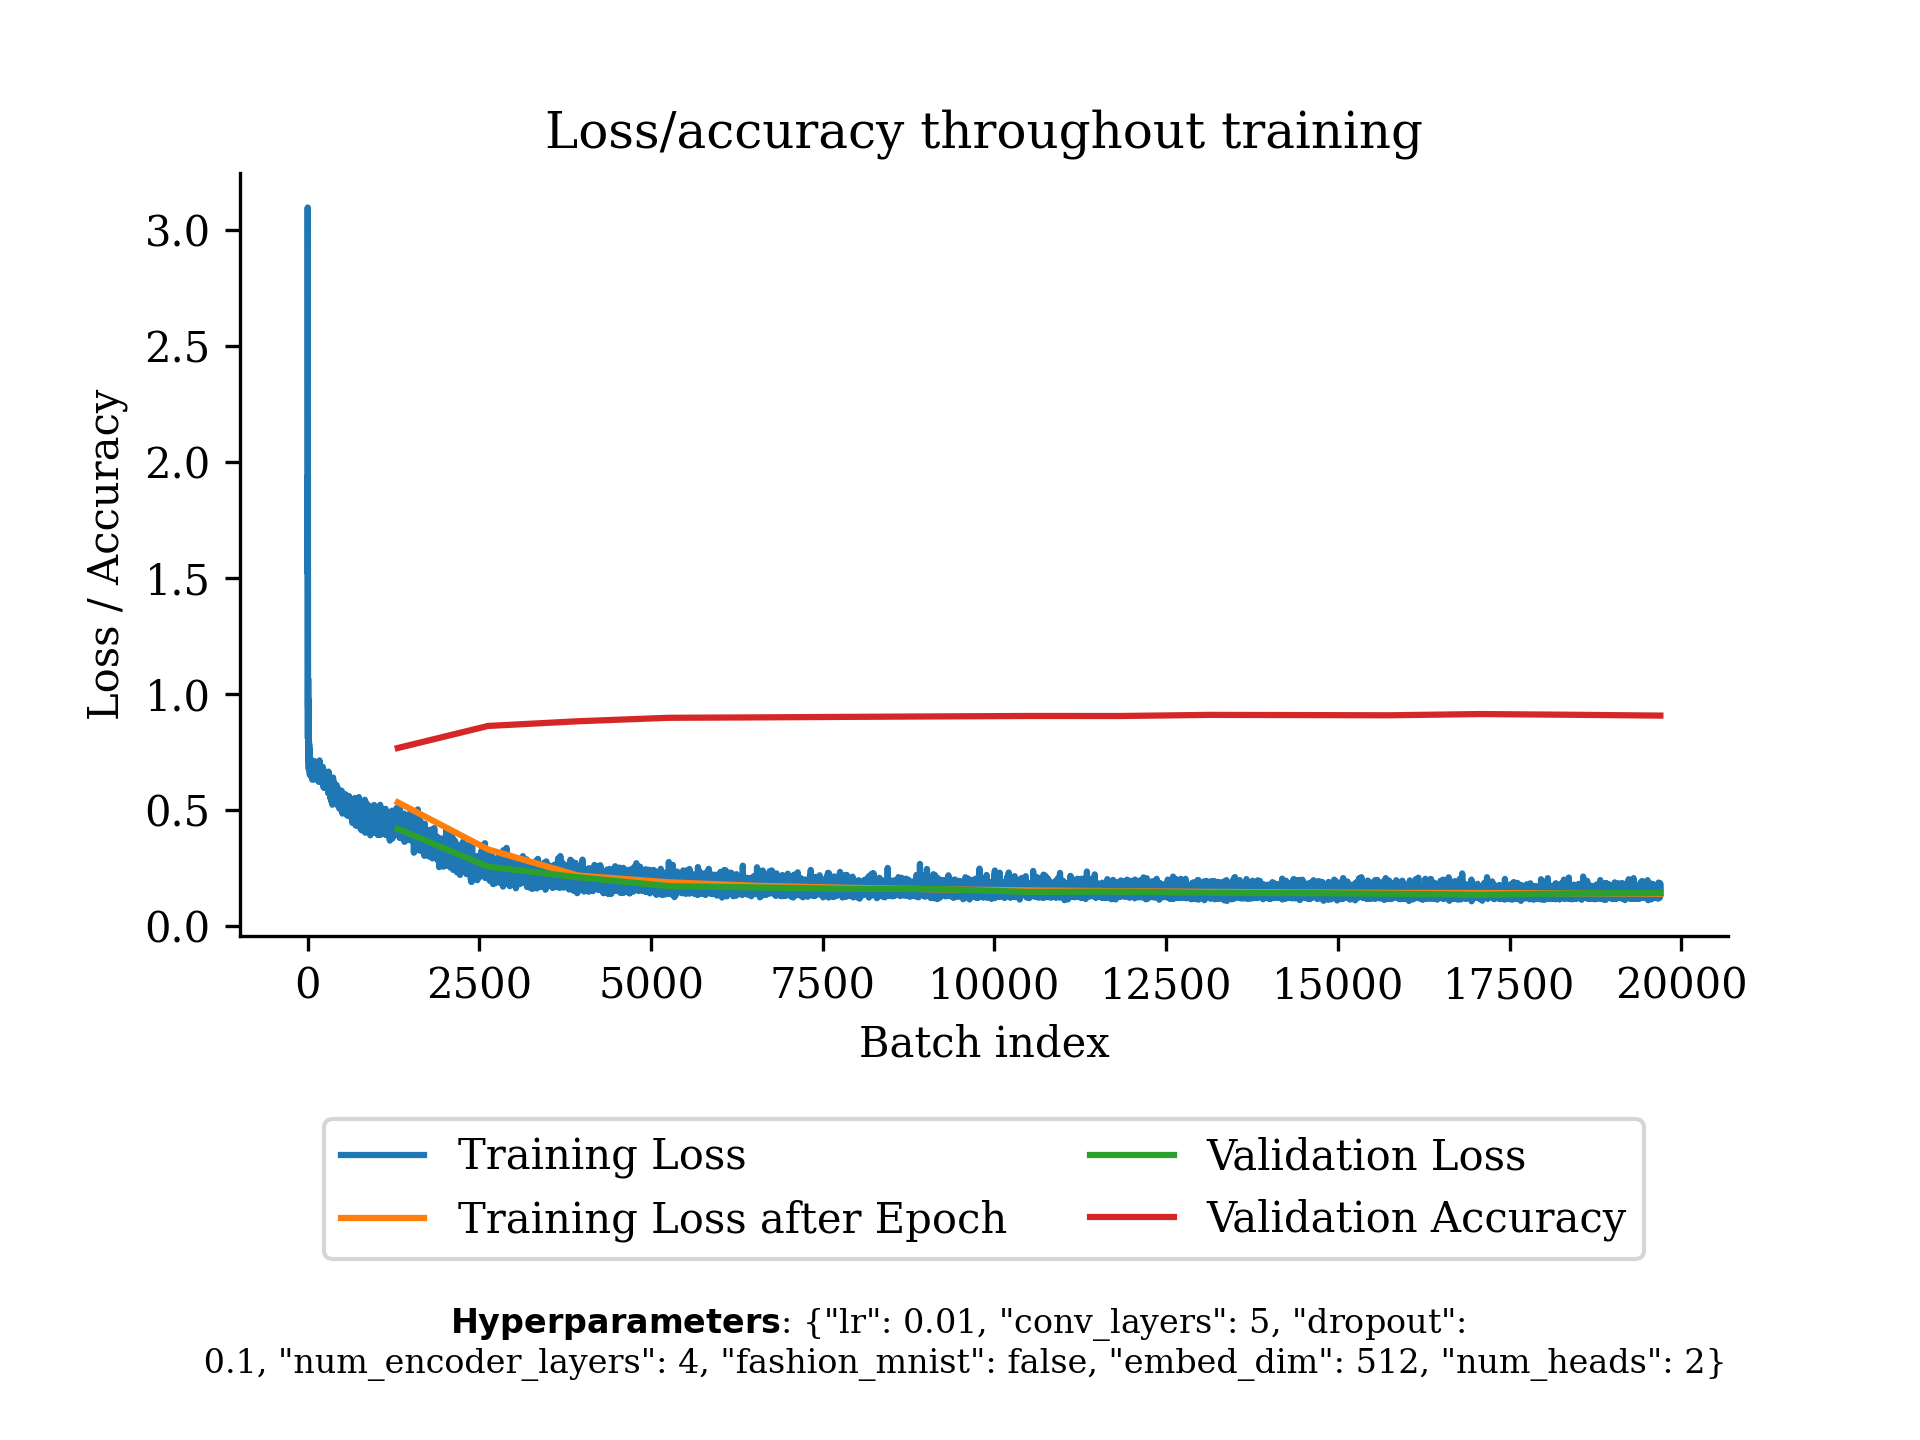 Loss/accuracy throughout training
3.0
2.5
2.0
1.5
1.0
0.5
0.0
Loss / Accuracy
0 2500 5000 7500 10000 12500 15000 17500 20000
Batch index
Training Loss
Training Loss after Epoch
Validation Loss
Validation Accuracy
Hyperparameters: {"lr": 0.01, "conv_layers": 5, "dropout":
0.1, "num_encoder_layers": 4, "fashion_mnist": false, "embed_dim": 512, "num_heads": 2}